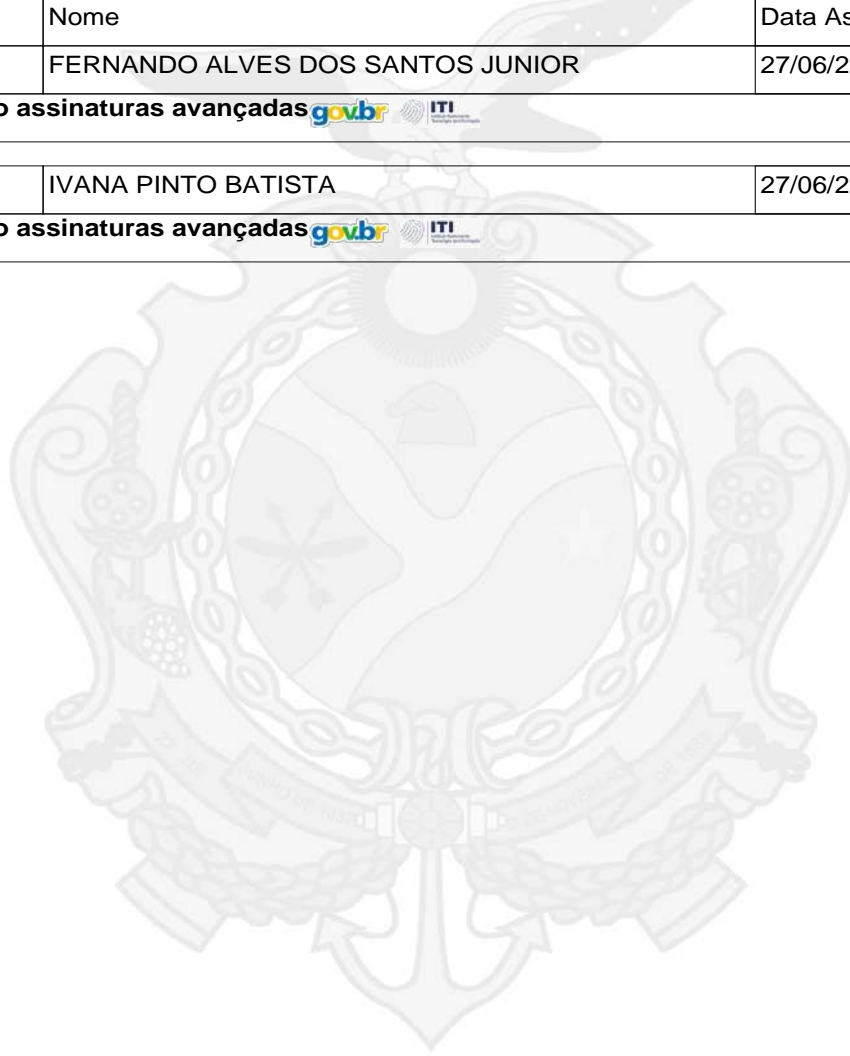 Nome Data As
FERNANDO ALVES DOS SANTOS JUNIOR 27/06/2
o assinaturas avançadas gov.br ITI
IVANA PINTO BATISTA 27/06/2
o assinaturas avançadas gov.br ITI